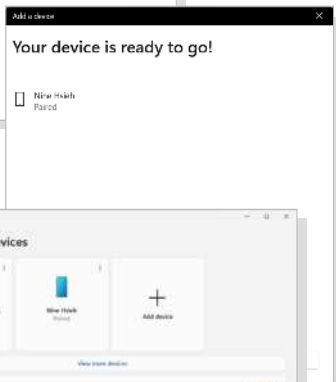 Add a device
Your device is ready to go!
Nine Hsieh
Paired
vices
Nine Hsieh
Paired
Add device
View more devices